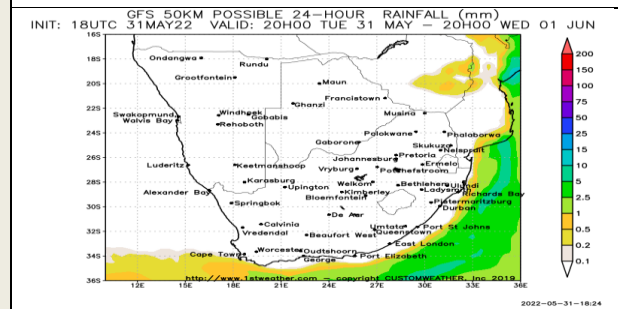 GFS 50KM POSSIBLE 24-HOUR RAINFALL (mm)
INIT: 18UTC 31MAY22 VALID: 20H00 TUE 31 MAY – 20H00 WED 01 JUN
16S
Ondangwa
Rundu
18S
Grootfontein
Maun
20S
Francistown
Ghanzi
22S
Musina
Swakopmund
Windhoek
Gobabis
Walvis Bay
Rehoboth
24S
Polokwane
Phalaborwa
Gaborone
Skukuza
Pretoria
Nelspruit
26S
Johannesburg
Luderitz
Keetmanshoop
Vryburg
Ermelo
Potchefstroom
28S
Karasburg
Upington
Welkom
Bethlehem
Ulundi
Alexander Bay
Kimberley
Ladysmith
Richards Bay
Bloemfontein
Springbok
Pietermaritzburg
30S
Durban
De Aar
Calvinia
Umtata
Port St Johns
32S
Vredendal
Beaufort West
Queenstown
East London
Worcester
Oudtshoorn
34S
Cape Town
George
Port Elizabeth
http://www.1stweather.com – copyright CUSTOMWEATHER, Inc 2019
36S
12E 15E 18E 21E 24E 27E 30E 33E 36E
200
150
100
75
50
25
20
15
10
5
2.5
1
0.5
0.2
0.1
2022-05-31-18:24